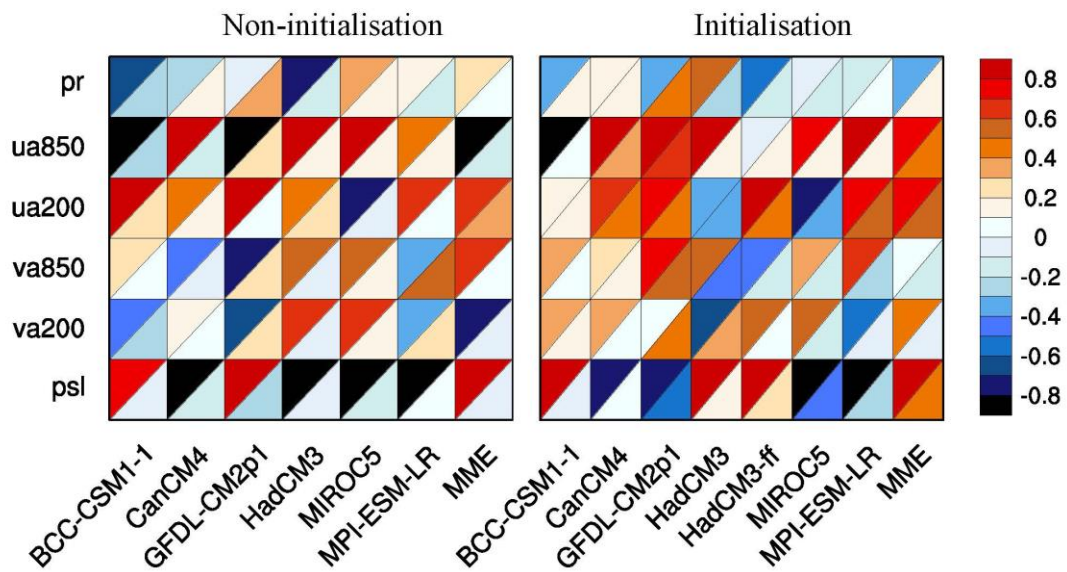 Non-initialisation
Initialisation
pr
ua850
ua200
va850
va200
psl
BCC-CSM1-1
CanCM4
GFDL-CM2p1
HadCM3
MIROC5
MPI-ESM-LR
MME
BCC-CSM1-1
CanCM4
GFDL-CM2p1
HadCM3
HadCM3-ff
MIROC5
MPI-ESM-LR
MME
0.8
0.6
0.4
0.2
0
-0.2
-0.4
-0.6
-0.8